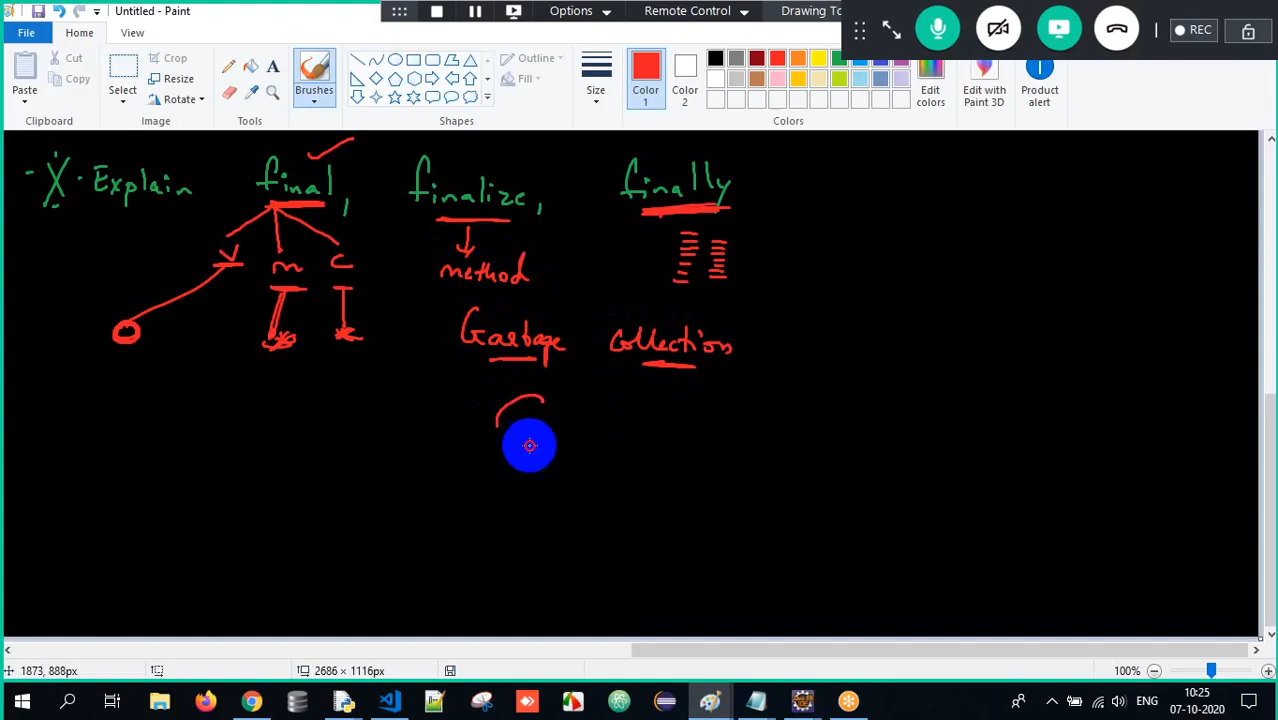 Untitled - Paint
Options Remote Control Drawing To
REC
File Home View
Paste
Cut
Copy
Clipboard
Select
Crop
Resize
Rotate
Image
Tools
Brushes
Outline
Fill
Shapes
Size
Color 1
Color 2
Edit colors
Colors
Edit with Paint 3D
Product alert
Explain final, finalize, finally
V m C
method
Garbage Collection
1873, 888px 2686 × 1116px 100%
ENG
10:25
07-10-2020